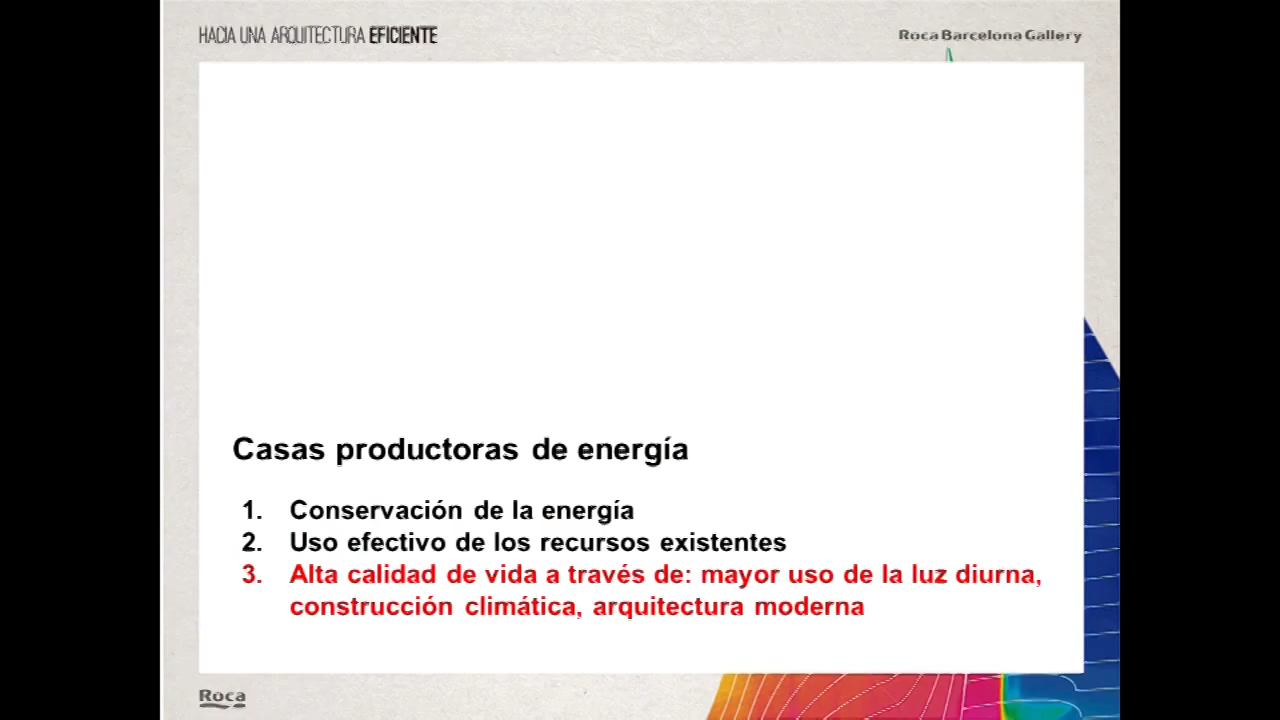 HACIA UNA ARQUITECTURA EFICIENTE
Roca Barcelona Gallery
Casas productoras de energía
1. Conservación de la energía
2. Uso efectivo de los recursos existentes
3. Alta calidad de vida a través de: mayor uso de la luz diurna,
construcción climática, arquitectura moderna
Roca